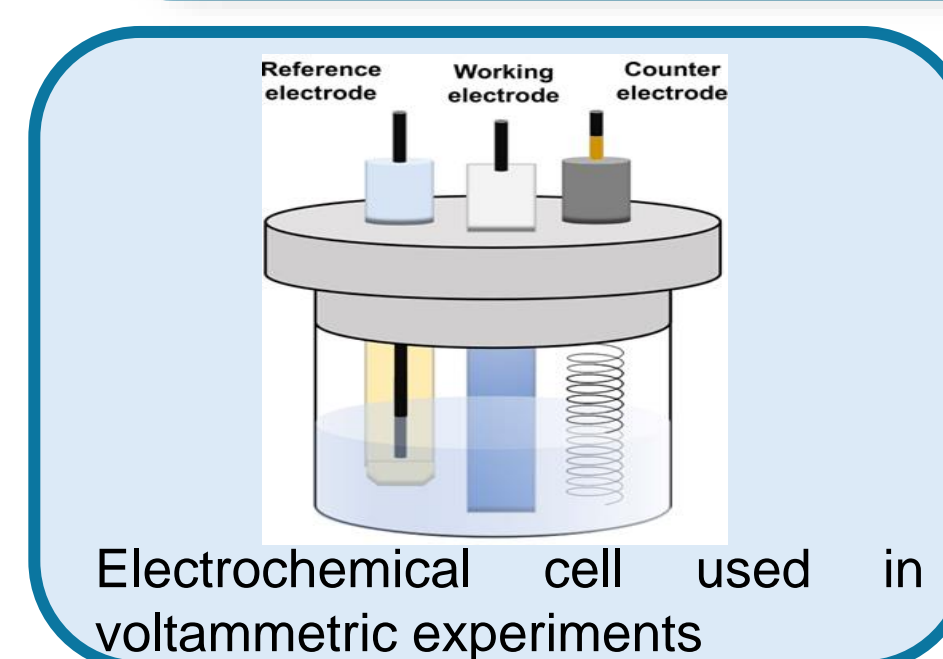 Reference Working Counter
electrode electrode electrode
Electrochemical cell used in
voltammetric experiments